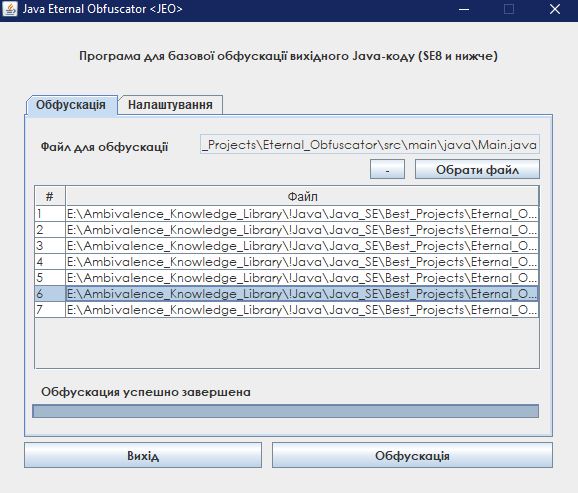 Java Eternal Obfuscator <JEO>
Програма для базової обфускації вихідного Java-коду (SE8 и нижче)
Обфускація Налаштування
Файл для обфускації _Projects\Eternal_Obfuscator\src\main\java\Main.java
- Обрати файл
# Файл
1 E:\Ambivalence_Knowledge_Library\!Java\Java_SE\Best_Projects\Eternal_O...
2 E:\Ambivalence_Knowledge_Library\!Java\Java_SE\Best_Projects\Eternal_O...
3 E:\Ambivalence_Knowledge_Library\!Java\Java_SE\Best_Projects\Eternal_O...
4 E:\Ambivalence_Knowledge_Library\!Java\Java_SE\Best_Projects\Eternal_O...
5 E:\Ambivalence_Knowledge_Library\!Java\Java_SE\Best_Projects\Eternal_O...
6 E:\Ambivalence_Knowledge_Library\!Java\Java_SE\Best_Projects\Eternal_O...
7 E:\Ambivalence_Knowledge_Library\!Java\Java_SE\Best_Projects\Eternal_O...
Обфускация успешно завершена
Вихід Обфускація